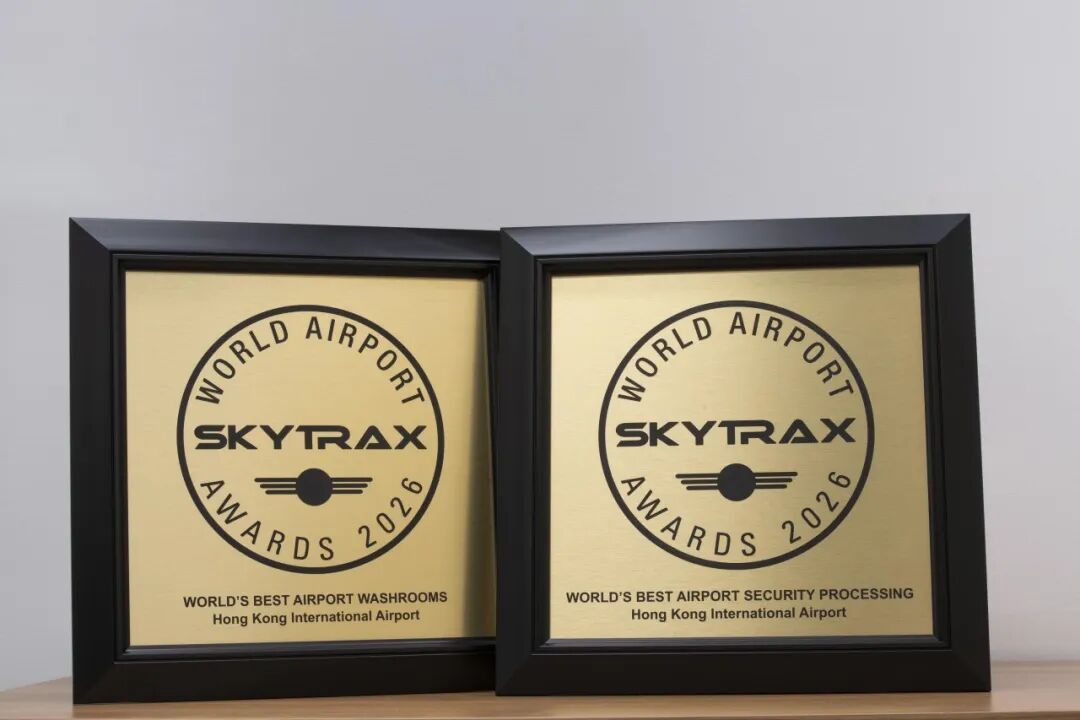 WORLD AIRPORT
SKYTRAX
AWARDS 2026
WORLD'S BEST AIRPORT WASHROOMS
Hong Kong International Airport
WORLD AIRPORT
SKYTRAX
AWARDS 2026
WORLD'S BEST AIRPORT SECURITY PROCESSING
Hong Kong International Airport